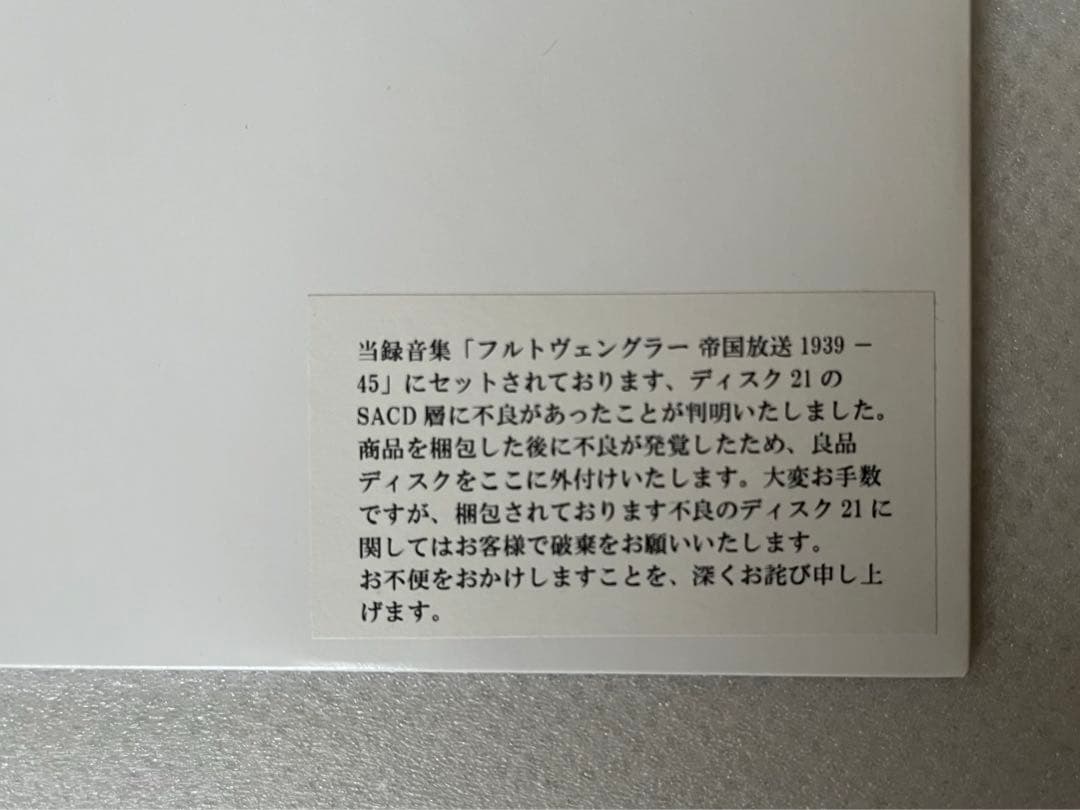 当録音集「フルトヴェングラー 帝国放送 1939 －
45」にセットされております、ディスク 21 の
SACD 層に不良があったことが判明いたしました。
商品を梱包した後に不良が発覚したため、良品
ディスクをここに外付けいたします。大変お手数
ですが、梱包されております不良のディスク 21 に
関してはお客様で破棄をお願いいたします。
お不便をおかけしますことを、深くお詫び申し上
げます。